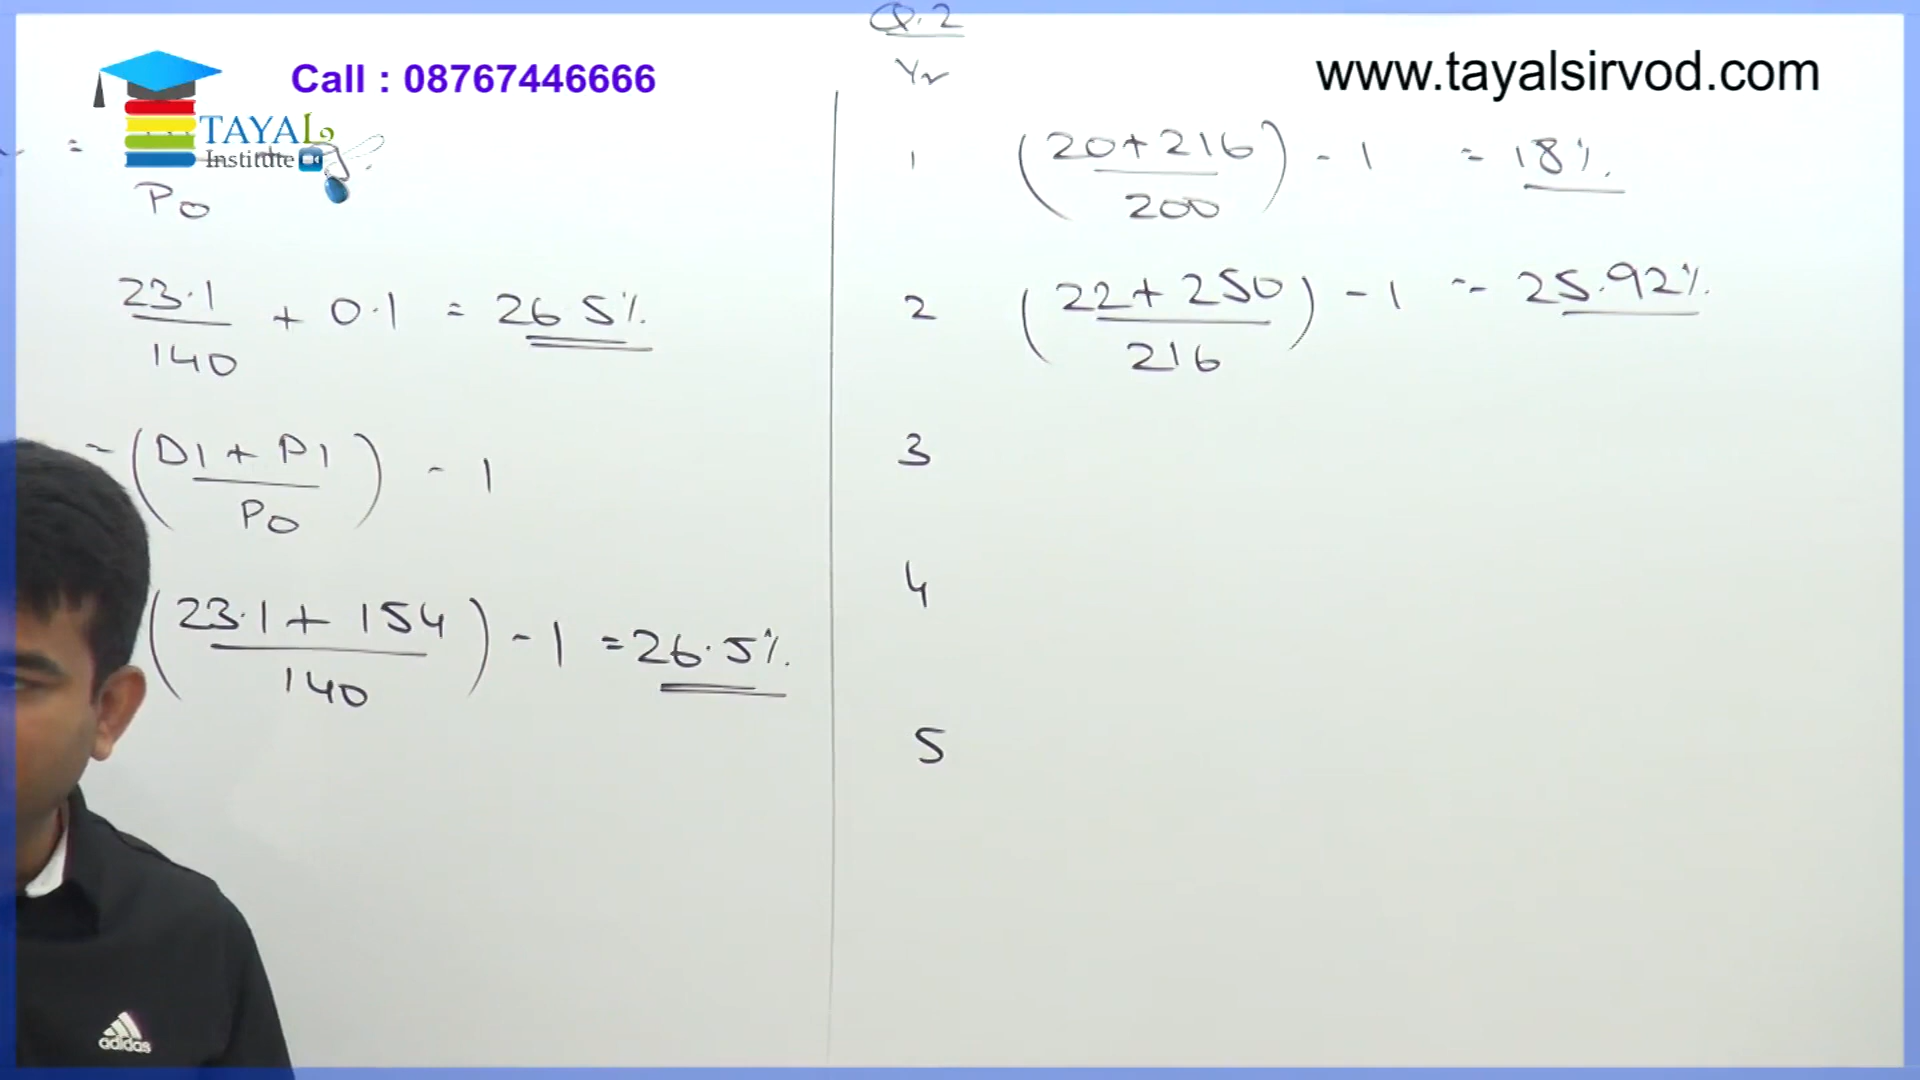 Call : 08767446666
www.tayalsirvod.com
TAYAL
Institute
= 
P0
23.1 / 140 + 0.1 = 26.5%
= (D1 + P1 / P0) - 1
(23.1 + 154 / 140) - 1 = 26.5%
Q.2
Yr
1 (20 + 216 / 200) - 1 = 18%
2 (22 + 250 / 216) - 1 = 25.92%
3
4
5
adidas